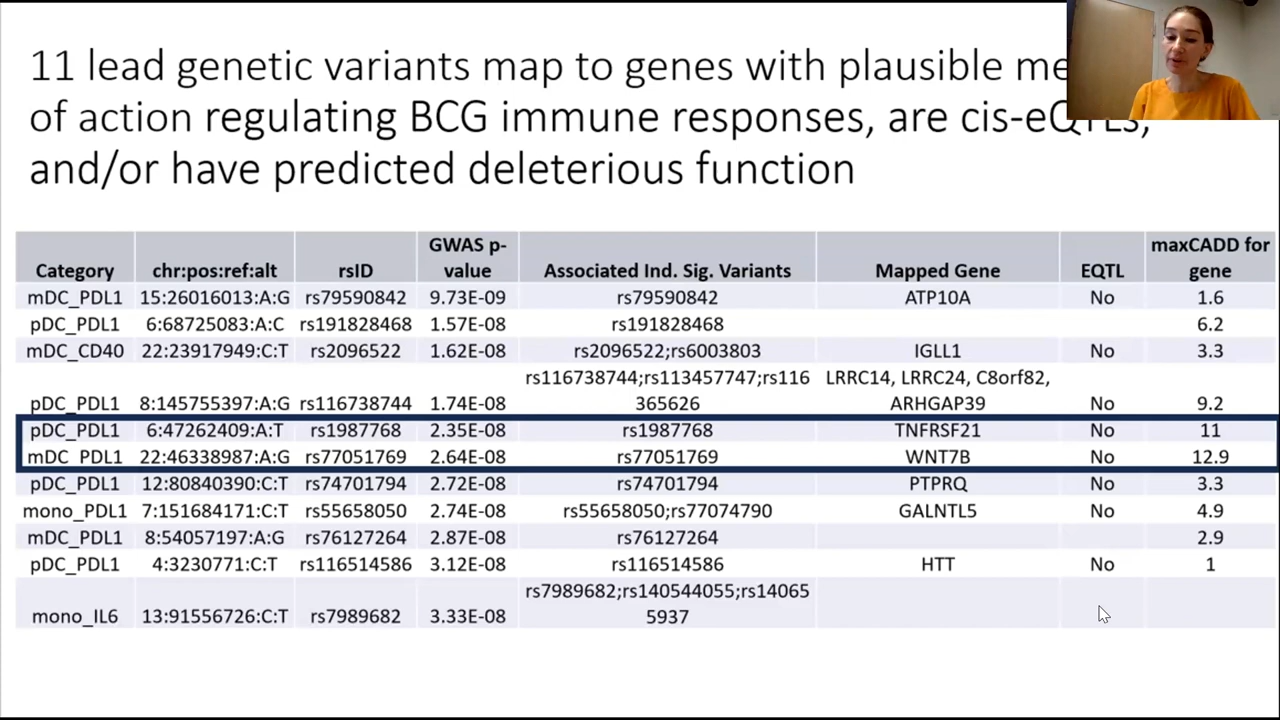 11 lead genetic variants map to genes with plausible
of action regulating BCG immune responses, are cis-eQTLs,
and/or have predicted deleterious function
Category chr:pos:ref:alt rsID GWAS p-value Associated Ind. Sig. Variants Mapped Gene EQTL maxCADD for gene
mDC_PDL1 15:26016013:A:G rs79590842 9.73E-09 rs79590842 ATP10A No 1.6
pDC_PDL1 6:68725083:A:C rs191828468 1.57E-08 rs191828468 6.2
mDC_CD40 22:23917949:C:T rs2096522 1.62E-08 rs2096522;rs6003803 IGLL1 No 3.3
pDC_PDL1 8:145755397:A:G rs116738744 1.74E-08 rs116738744;rs113457747;rs116365626 LRRC14, LRRC24, C8orf82, ARHGAP39 No 9.2
pDC_PDL1 6:47262409:A:T rs1987768 2.35E-08 rs1987768 TNFRSF21 No 11
mDC_PDL1 22:46338987:A:G rs77051769 2.64E-08 rs77051769 WNT7B No 12.9
pDC_PDL1 12:80840390:C:T rs74701794 2.72E-08 rs74701794 PTPRQ No 3.3
mono_PDL1 7:151684171:C:T rs55658050 2.74E-08 rs55658050;rs77074790 GALNTL5 No 4.9
mDC_PDL1 8:54057197:A:G rs76127264 2.87E-08 rs76127264 2.9
pDC_PDL1 4:3230771:C:T rs116514586 3.12E-08 rs116514586 HTT No 1
mono_IL6 13:91556726:C:T rs7989682 3.33E-08 rs7989682;rs140544055;rs140655937